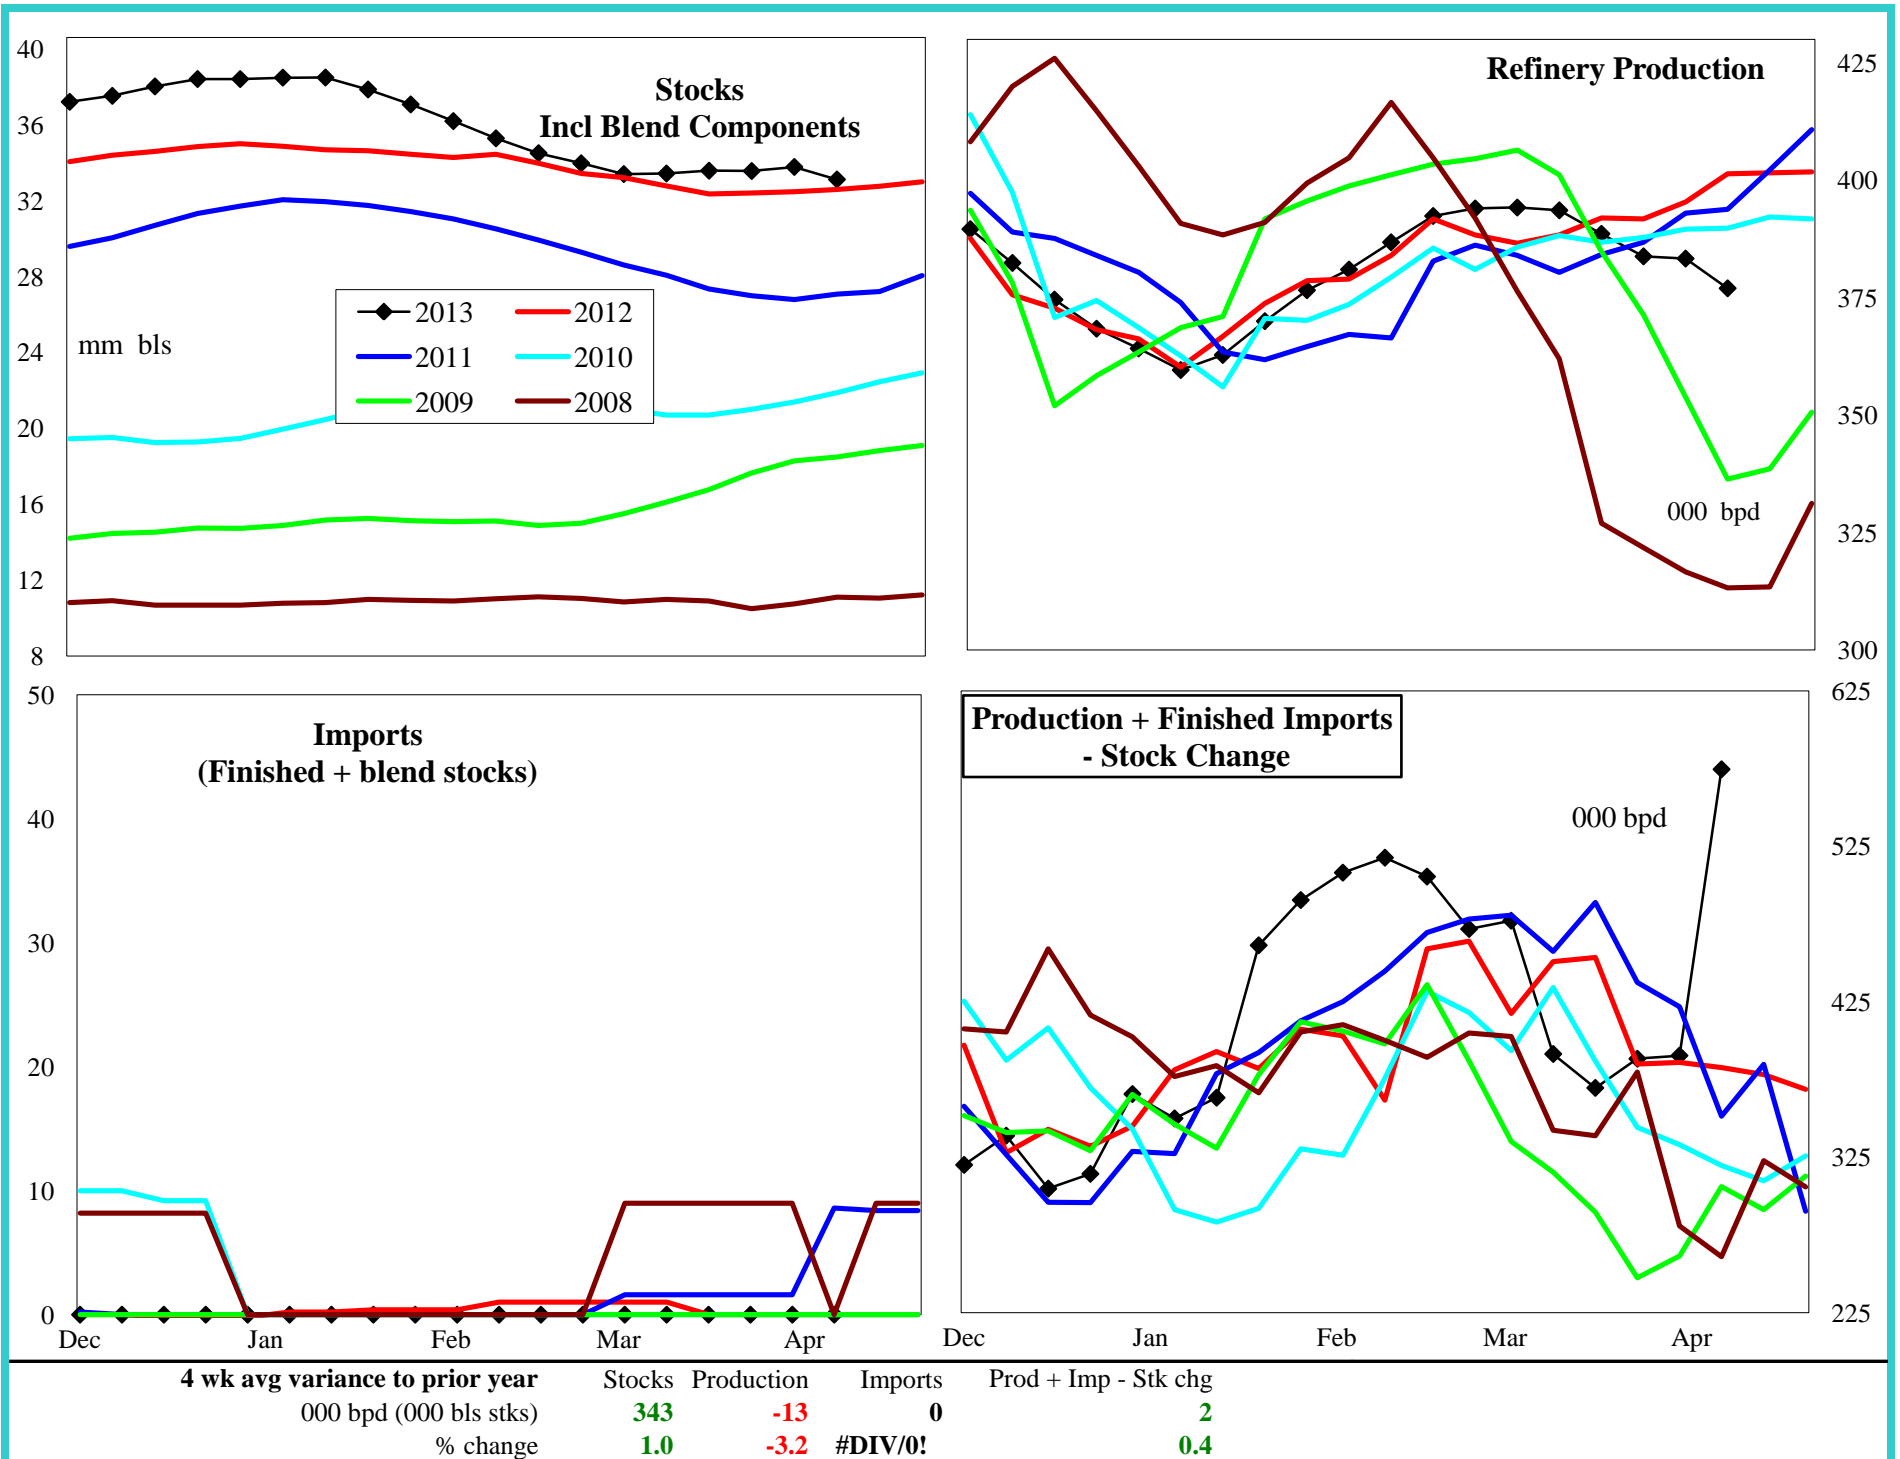 Stocks
Incl Blend Components
40
36
32
28
24
20
16
12
8
mm bls
2013 2012
2011 2010
2009 2008
Refinery Production
425
400
375
350
325
300
000 bpd
Imports
(Finished + blend stocks)
50
40
30
20
10
0
Dec Jan Feb Mar Apr
Production + Finished Imports
- Stock Change
000 bpd
625
525
425
325
225
Dec Jan Feb Mar Apr
4 wk avg variance to prior year Stocks Production Imports Prod + Imp - Stk chg
000 bpd (000 bls stks) 343 -13 0 2
% change 1.0 -3.2 #DIV/0! 0.4